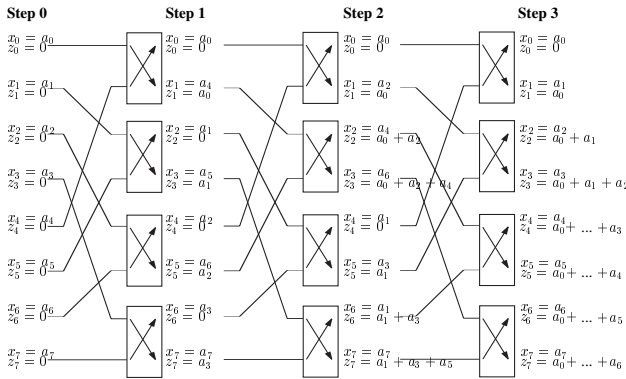 Step 0 Step 1 Step 2 Step 3
x₀ = a₀ x₀ = a₀ x₀ = a₀ x₀ = a₀
z₀ = 0 z₀ = 0 z₀ = 0 z₀ = 0
x₁ = a₁ x₁ = a₄ x₁ = a₂ x₁ = a₁
z₁ = 0 z₁ = a₀ z₁ = a₀ z₁ = a₀
x₂ = a₂ x₂ = a₁ x₂ = a₄ x₂ = a₂
z₂ = 0 z₂ = 0 z₂ = a₀ + a₂ z₂ = a₀ + a₁
x₃ = a₃ x₃ = a₅ x₃ = a₆ x₃ = a₃
z₃ = 0 z₃ = a₁ z₃ = a₀ + a₂ + a₄ z₃ = a₀ + a₁ + a₂
x₄ = a₄ x₄ = a₂ x₄ = a₁ x₄ = a₄
z₄ = 0 z₄ = 0 z₄ = 0 z₄ = a₀+ ... + a₃
x₅ = a₅ x₅ = a₆ x₅ = a₃ x₅ = a₅
z₅ = 0 z₅ = a₂ z₅ = a₁ z₅ = a₀+ ... + a₄
x₆ = a₆ x₆ = a₃ x₆ = a₁ x₆ = a₆
z₆ = 0 z₆ = 0 z₆ = a₁ + a₃ z₆ = a₀+ ... + a₅
x₇ = a₇ x₇ = a₇ x₇ = a₇ x₇ = a₇
z₇ = 0 z₇ = a₃ z₇ = a₁ + a₃ + a₅ z₇ = a₀+ ... + a₆